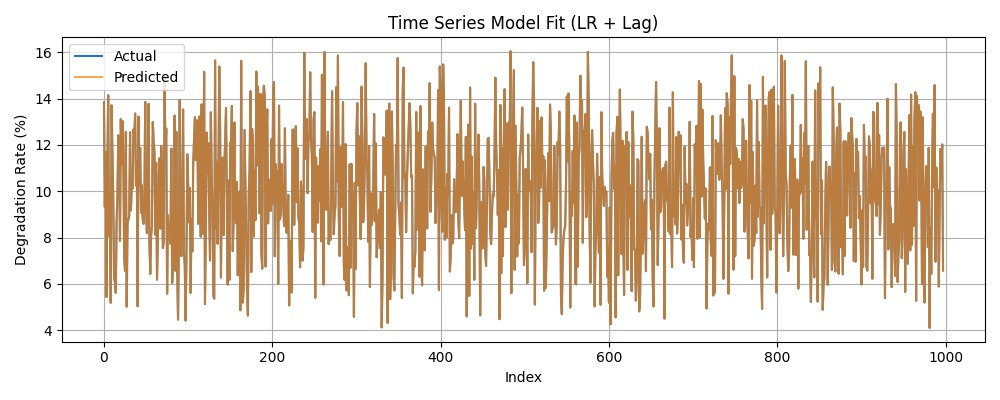 Time Series Model Fit (LR + Lag)
Actual
Predicted
Degradation Rate (%)
16
14
12
10
8
6
4
0
200
400
600
800
1000
Index